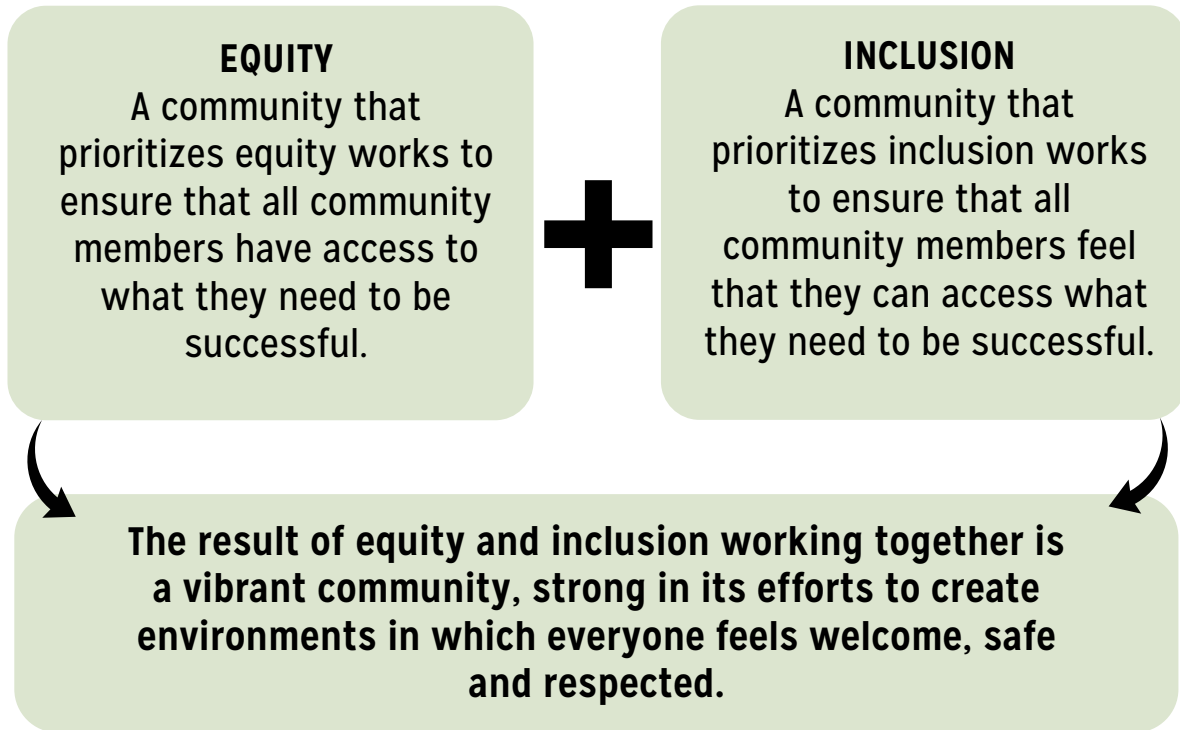 EQUITY
A community that
prioritizes equity works to
ensure that all community
members have access to
what they need to be
successful.
INCLUSION
A community that
prioritizes inclusion works
to ensure that all
community members feel
that they can access what
they need to be successful.
The result of equity and inclusion working together is
a vibrant community, strong in its efforts to create
environments in which everyone feels welcome, safe
and respected.